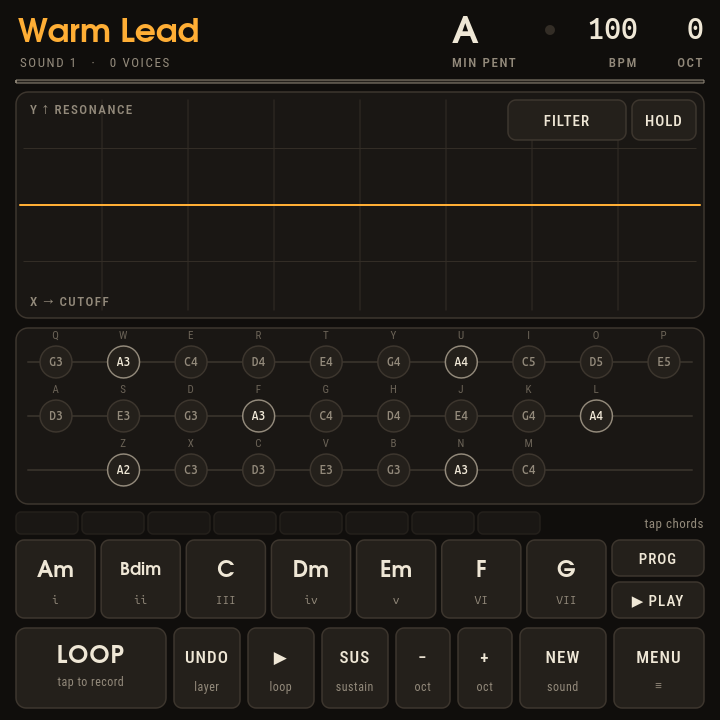 Warm Lead A 100 0
SOUND 1 · 0 VOICES MIN PENT BPM OCT
Y ↑ RESONANCE FILTER HOLD
X → CUTOFF
Q W E R T Y U I O P
G3 A3 C4 D4 E4 G4 A4 C5 D5 E5
A S D F G H J K L
D3 E3 G3 A3 C4 D4 E4 G4 A4
Z X C V B N M
A2 C3 D3 E3 G3 A3 C4
tap chords
Am Bdim C Dm Em F G PROG
i ii III iv v VI VII ▶ PLAY
LOOP UNDO ▶ SUS - + NEW MENU
tap to record layer loop sustain oct oct sound ≡